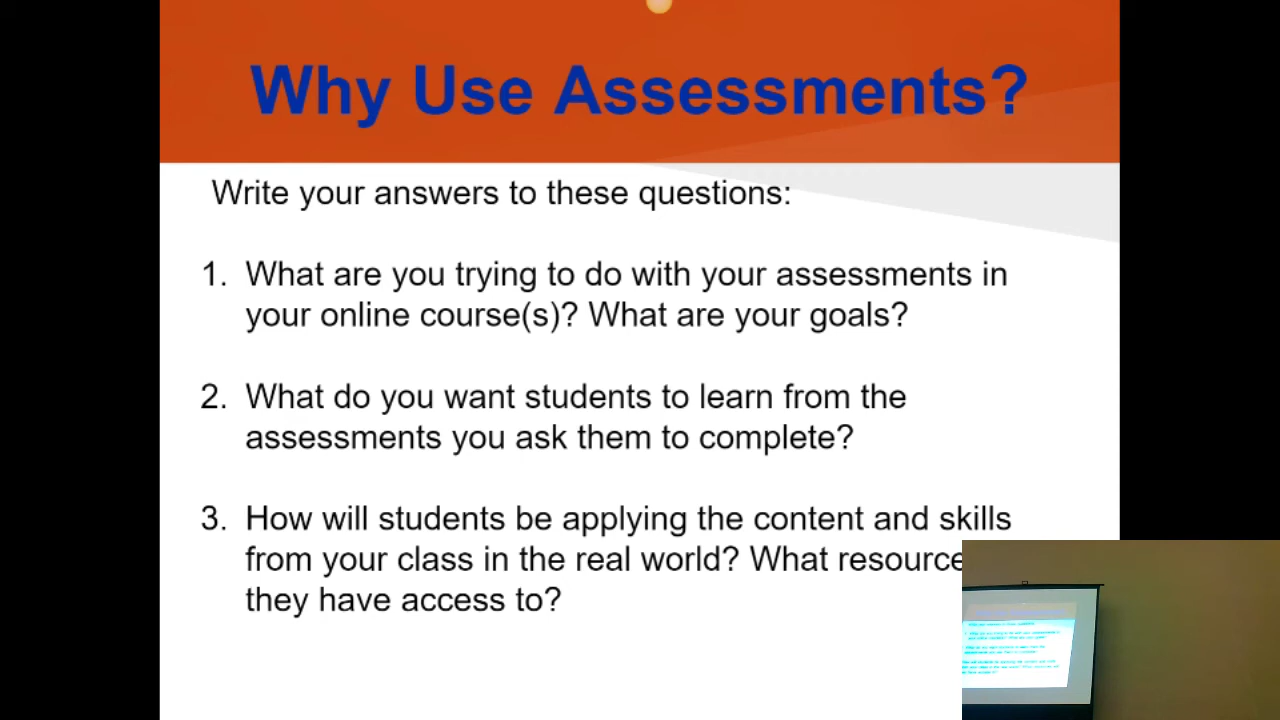 Why Use Assessments?
Write your answers to these questions:
1. What are you trying to do with your assessments in
your online course(s)? What are your goals?
2. What do you want students to learn from the
assessments you ask them to complete?
3. How will students be applying the content and skills
from your class in the real world? What
they have access to?